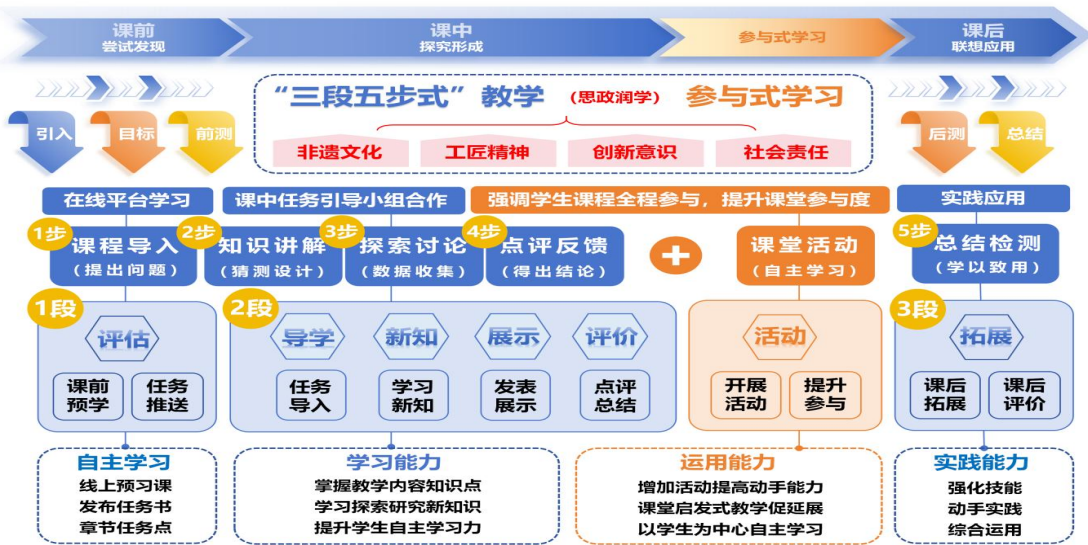 课前
尝试发现
课中
探究形成
参与式学习
课后
联想应用
引入
目标
前测
“三段五步式”教学 (思政润学) 参与式学习
非遗文化
工匠精神
创新意识
社会责任
后测
总结
在线平台学习
课中任务引导小组合作
强调学生课程全程参与，提升课堂参与度
实践应用
1步
课程导入
(提出问题)
2步
知识讲解
(猜测设计)
3步
探索讨论
(数据收集)
4步
点评反馈
(得出结论)
+
课堂活动
(自主学习)
5步
总结检测
(学以致用)
1段
评估
课前
预学
任务
推送
2段
导学
新知
展示
评价
任务
导入
学习
新知
发表
展示
点评
总结
活动
开展
活动
提升
参与
3段
拓展
课后
拓展
课后
评价
自主学习
线上预习课
发布任务书
章节任务点
学习能力
掌握教学内容知识点
学习探索研究新知识
提升学生自主学习力
运用能力
增加活动提高动手能力
课堂启发式教学促延展
以学生为中心自主学习
实践能力
强化技能
动手实践
综合运用